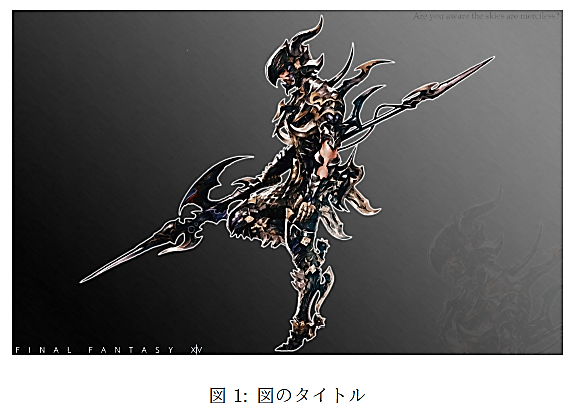 Are you aware the skies are merciless?
FINAL FANTASY XIV
図 1: 図のタイトル